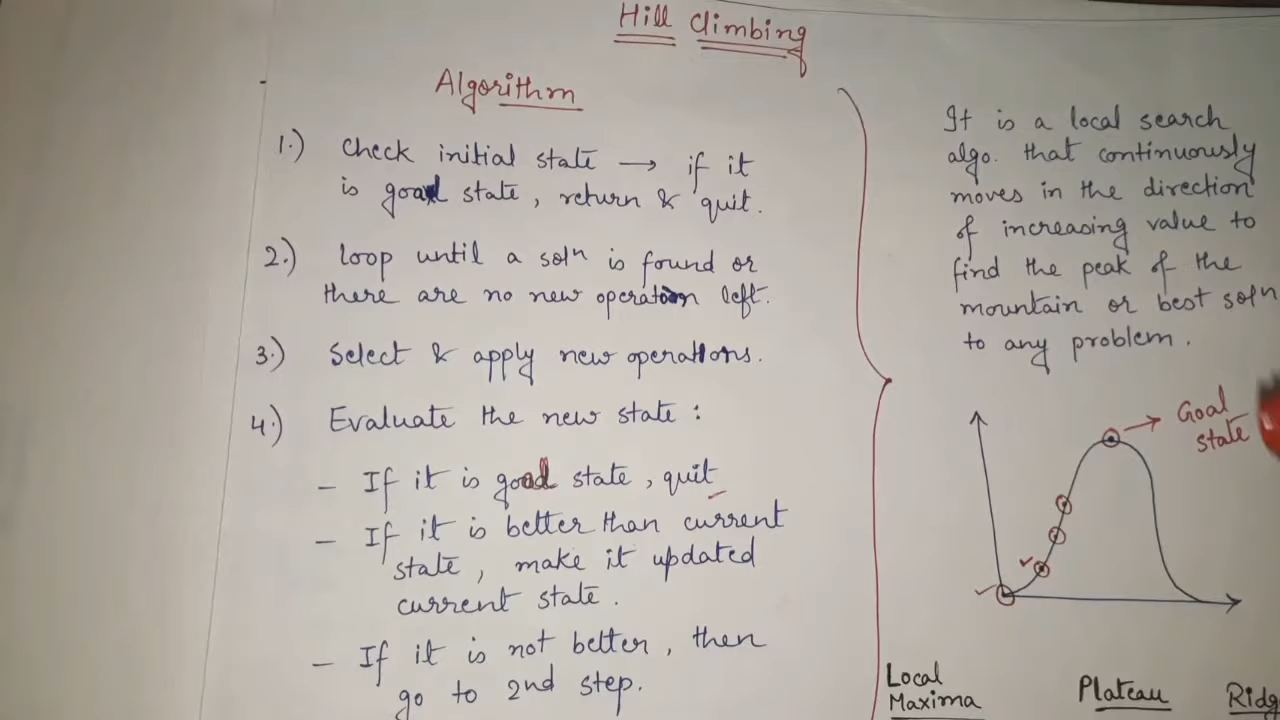 Hill Climbing
Algorithm
1.) Check initial state → if it
is goal state, return & quit.
2.) Loop until a solⁿ is found or
there are no new operation left.
3.) Select & apply new operations.
4.) Evaluate the new state :
- If it is goal state, quit
- If it is better than current
state, make it updated
current state.
- If it is not better, then
go to 2nd step.
It is a local search
algo. that continuously
moves in the direction
of increasing value to
find the peak of the
mountain or best solⁿ
to any problem.
→ Goal
state
Local
Maxima
Plateau
Ridg